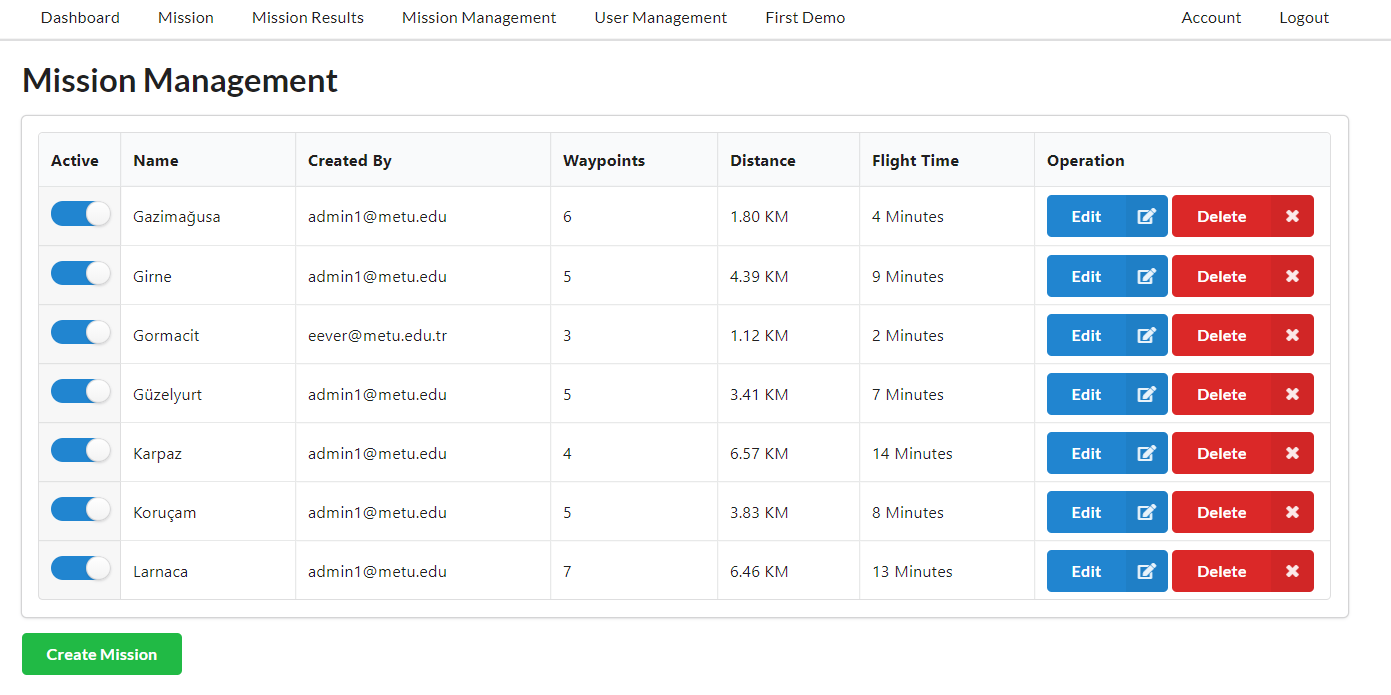 Dashboard Mission Mission Results Mission Management User Management First Demo Account Logout
Mission Management
Active Name Created By Waypoints Distance Flight Time Operation
Gazimağusa admin1@metu.edu 6 1.80 KM 4 Minutes Edit Delete
Girne admin1@metu.edu 5 4.39 KM 9 Minutes Edit Delete
Gormacit eever@metu.edu.tr 3 1.12 KM 2 Minutes Edit Delete
Güzelyurt admin1@metu.edu 5 3.41 KM 7 Minutes Edit Delete
Karpaz admin1@metu.edu 4 6.57 KM 14 Minutes Edit Delete
Koruçam admin1@metu.edu 5 3.83 KM 8 Minutes Edit Delete
Larnaca admin1@metu.edu 7 6.46 KM 13 Minutes Edit Delete
Create Mission